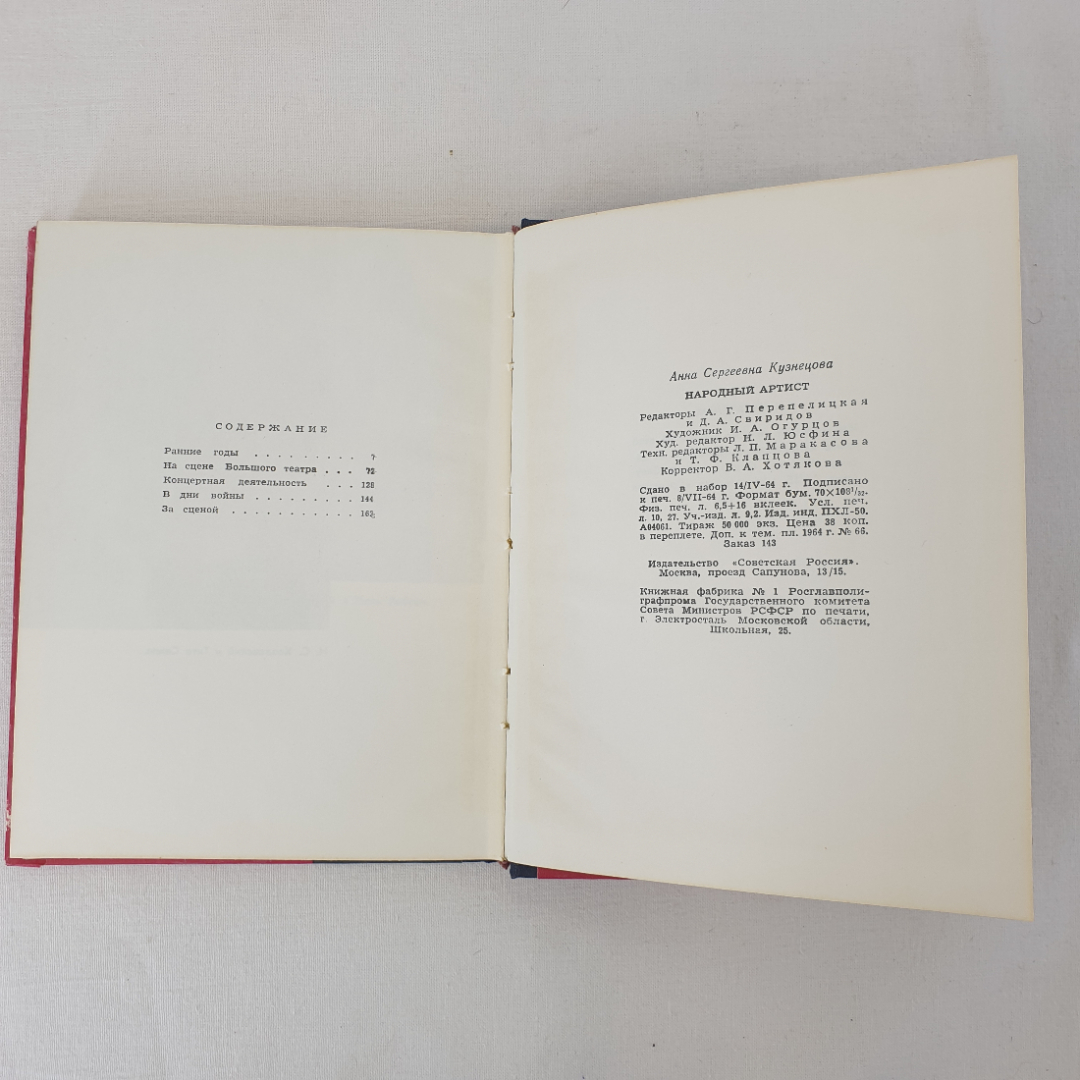 СОДЕРЖАНИЕ
Ранние годы . . . . . . . . . 7
На сцене Большого театра . . . 72
Концертная деятельность . . . 128
В дни войны . . . . . . . . . 144
За сценой . . . . . . . . . . . 162
Анна Сергеевна Кузнецова
НАРОДНЫЙ АРТИСТ
Редакторы А. Г. Перепелицкая
и Д. А. Свиридов
Художник И. А. Огурцов
Худ. редактор Н. Л. Юсфина
Техн. редакторы Л. П. Маракасова
и Т. Ф. Клапцова
Корректор В. А. Хотякова
Сдано в набор 14/IV-64 г. Подписано
к печ. 8/VII-64 г. Формат бум. 70×108¹/₃₂.
Физ. печ. л. 6,5+16 вклеек. Усл. печ.
л. 10, 27. Уч.-изд. л. 9,2. Изд. инд. ПХЛ-50.
А04061. Тираж 50 000 экз. Цена 38 коп.
в переплете. Доп. к тем. пл. 1964 г. № 66.
Заказ 143
Издательство «Советская Россия».
Москва, проезд Сапунова, 13/15.
Книжная фабрика № 1 Росглавполи-
графпрома Государственного комитета
Совета Министров РСФСР по печати,
г. Электросталь Московской области,
Школьная, 25.